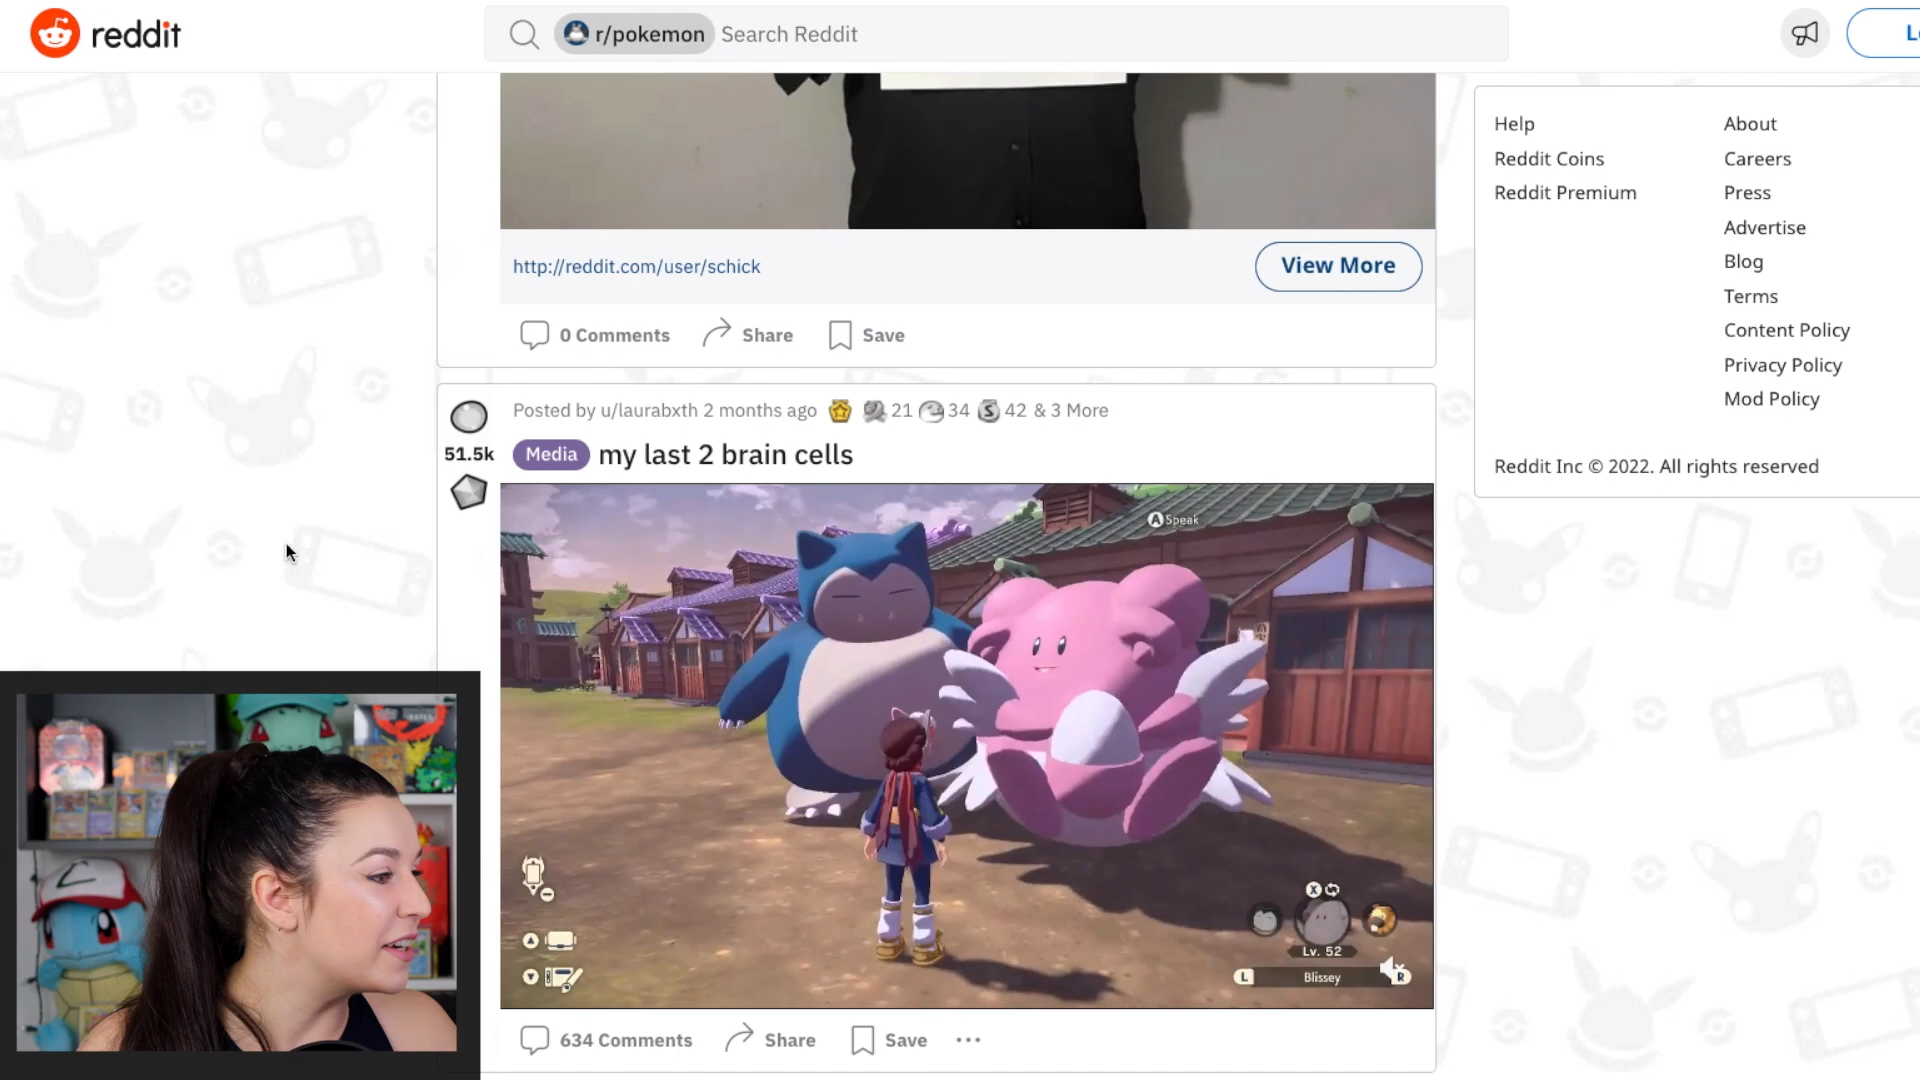 reddit
r/pokemon Search Reddit
Help
Reddit Coins
Reddit Premium
About
Careers
Press
Advertise
Blog
Terms
Content Policy
Privacy Policy
Mod Policy
Reddit Inc © 2022. All rights reserved
http://reddit.com/user/schick
View More
0 Comments Share Save
Posted by u/laurabxth 2 months ago 21 34 S 42 & 3 More
51.5k
Media my last 2 brain cells
A Speak
X
Lv. 52
L Blissey R
634 Comments Share Save ...